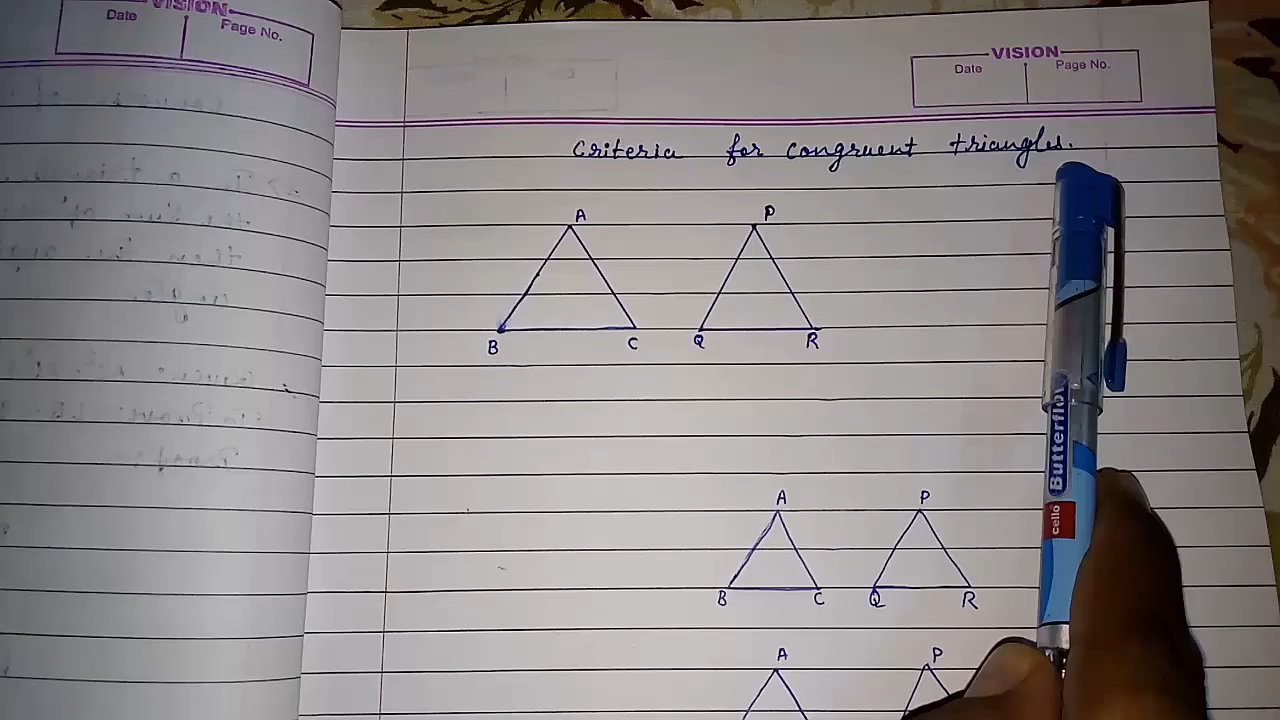 VISION
Date
Page No.
VISION
Date
Page No.
Criteria for congruent triangles.
A P
B C Q R
A P
B C Q R
A P
Butterflow
cello